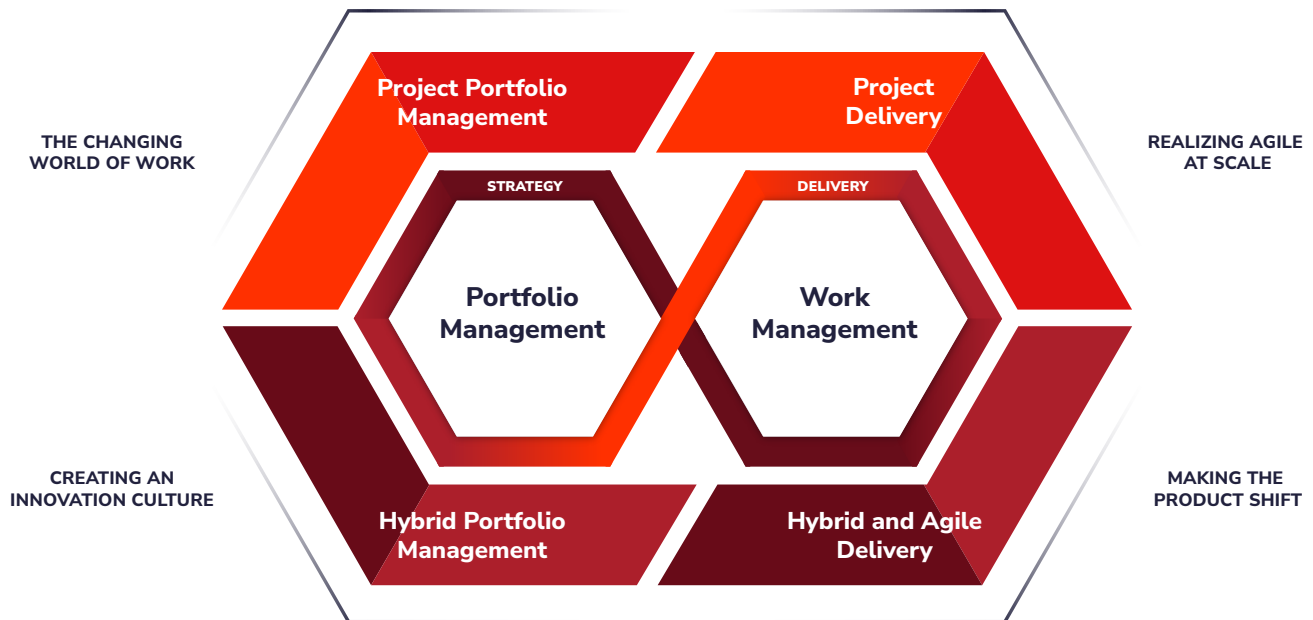 Project Portfolio
Management
Project
Delivery
THE CHANGING
WORLD OF WORK
REALIZING AGILE
AT SCALE
STRATEGY
DELIVERY
Portfolio
Management
Work
Management
CREATING AN
INNOVATION CULTURE
MAKING THE
PRODUCT SHIFT
Hybrid Portfolio
Management
Hybrid and Agile
Delivery